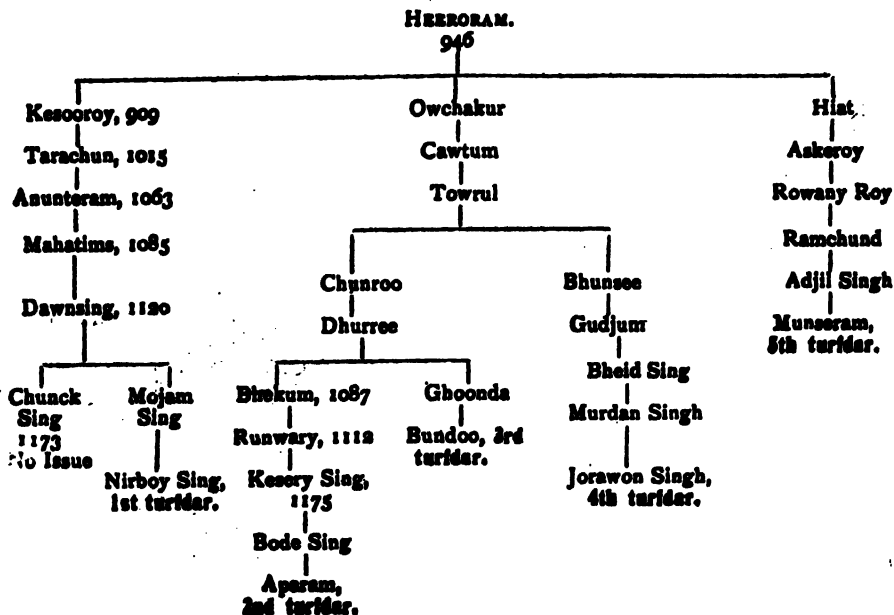 HEERORAM.
946
Kesooroy, 909
Owchakur
Hiat
Tarachun, 1015
Cawtum
Askeroy
Anunteram, 1063
Towrul
Rowany Roy
Mahatims, 1085
Ramchund
Chunroo
Bhunsee
Adjil Singh
Dawnsing, 1120
Dhurree
Gudjum
Munseram,
5th turfdar.
Bheid Sing
Chunck
Sing
1173
No Issue
Mojam
Sing
Birekum, 1087
Ghoonda
Murdan Singh
Runwary, 1112
Bundoo, 3rd
turfdar.
Nirboy Sing,
1st turfdar.
Kesery Sing,
1175
Jorawon Singh,
4th turfdar.
Bode Sing
Aparam,
2nd turfdar.